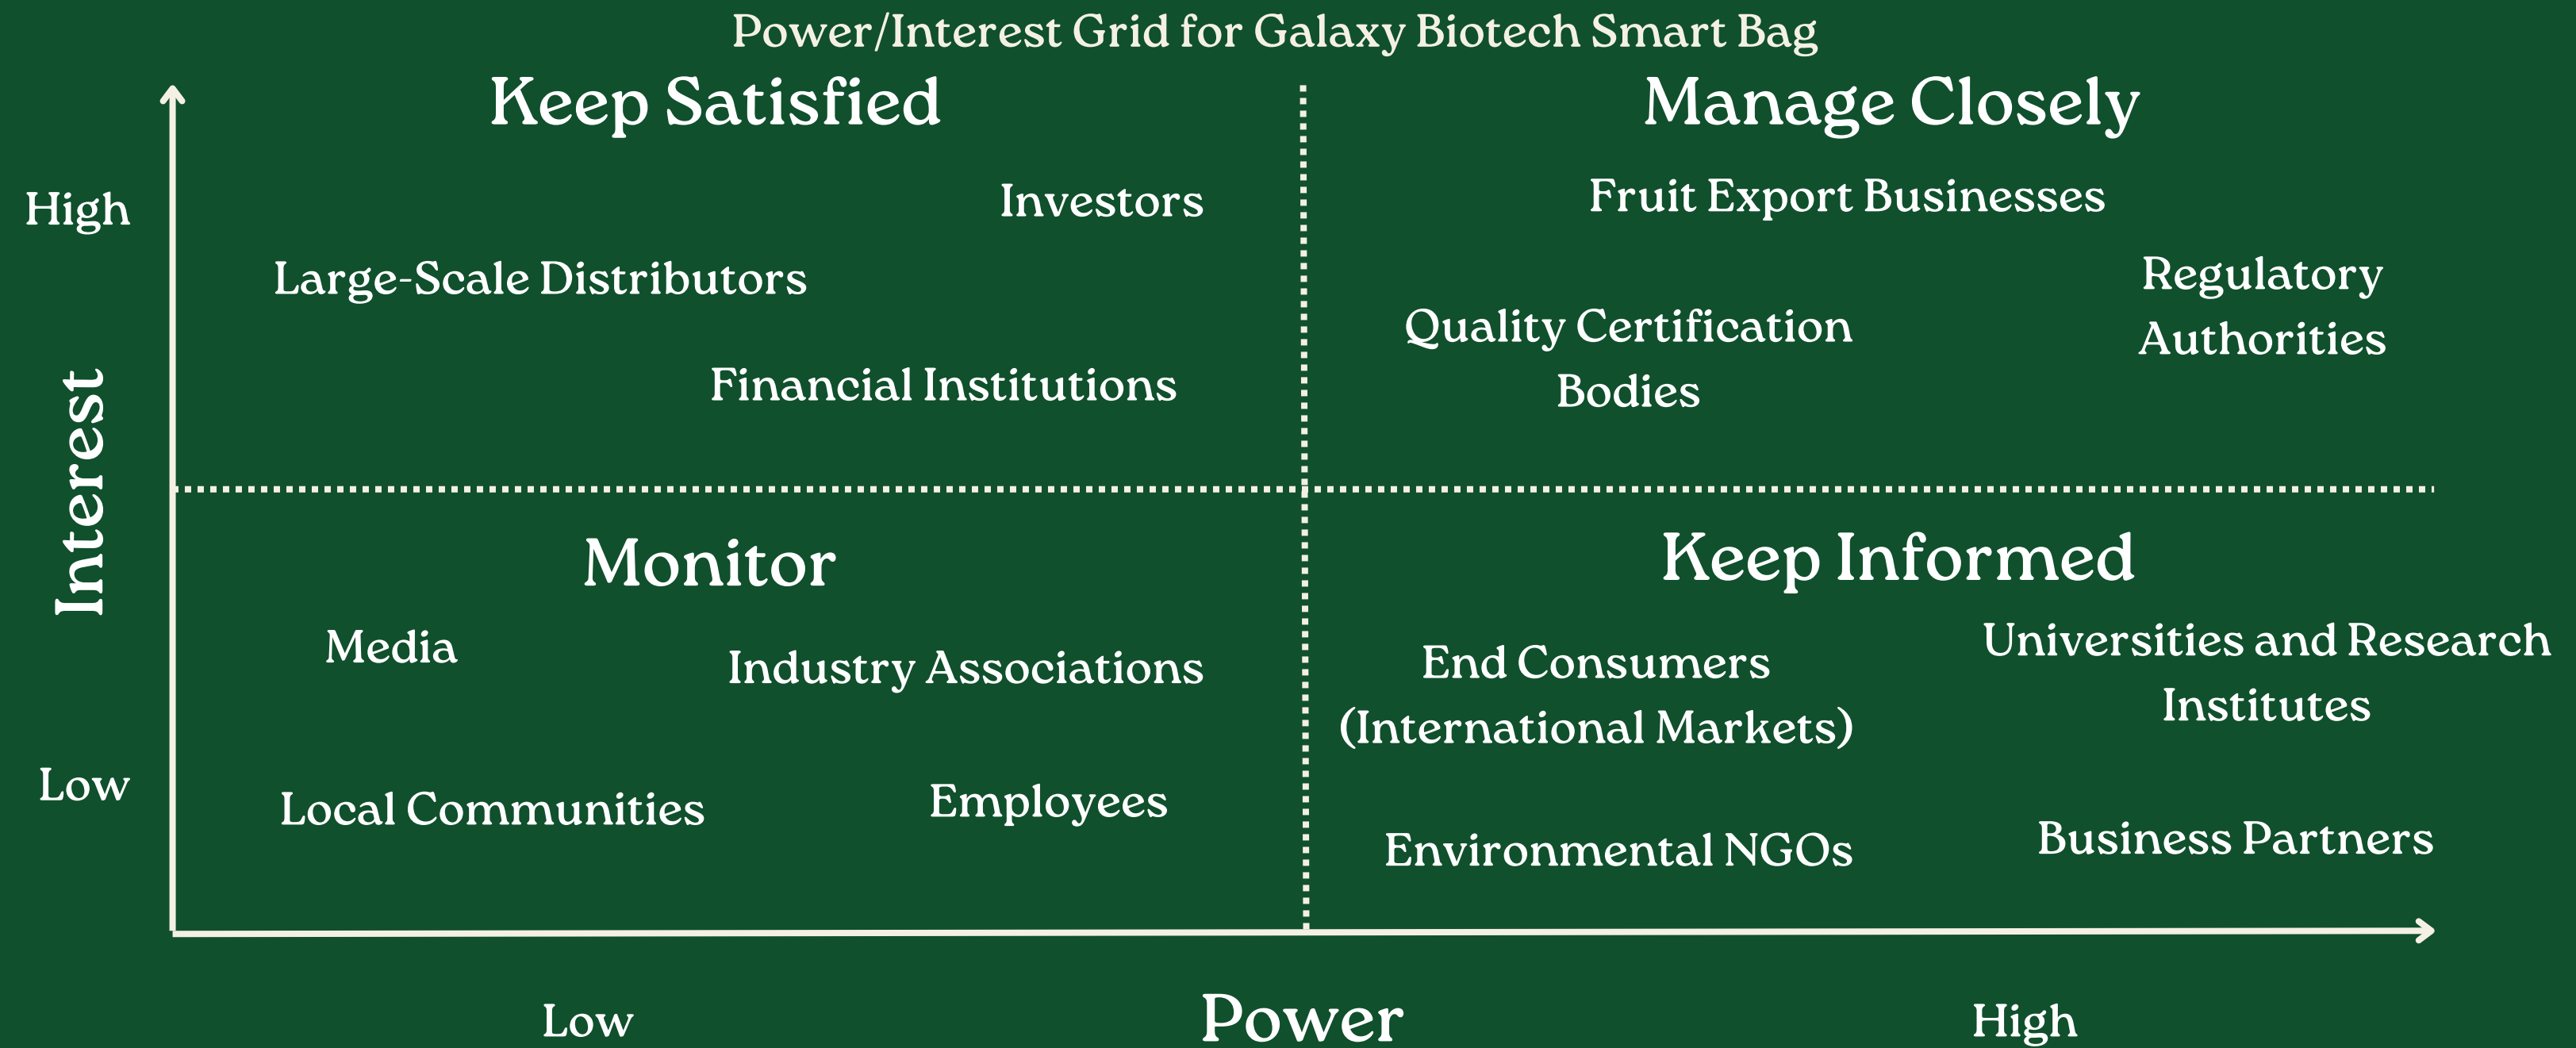 Power/Interest Grid for Galaxy Biotech Smart Bag
Keep Satisfied
Manage Closely
High
Investors
Large-Scale Distributors
Financial Institutions
Fruit Export Businesses
Regulatory
Authorities
Quality Certification
Bodies
Interest
Monitor
Keep Informed
Media
Industry Associations
Local Communities
Employees
End Consumers
(International Markets)
Universities and Research
Institutes
Environmental NGOs
Business Partners
Low
Low
Power
High